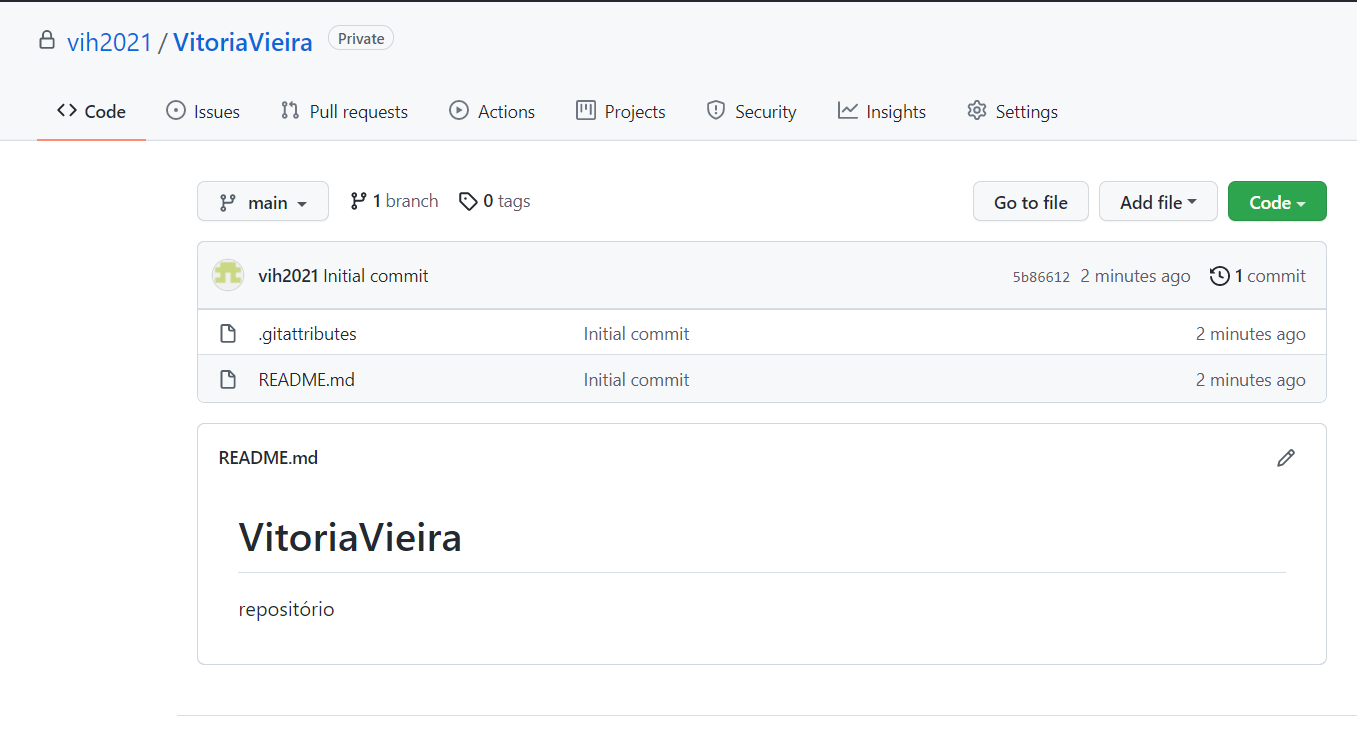 vih2021 / VitoriaVieira Private
Code Issues Pull requests Actions Projects Security Insights Settings
main 1 branch 0 tags Go to file Add file Code
vih2021 Initial commit 5b86612 2 minutes ago 1 commit
.gitattributes Initial commit 2 minutes ago
README.md Initial commit 2 minutes ago
README.md
VitoriaVieira
repositório